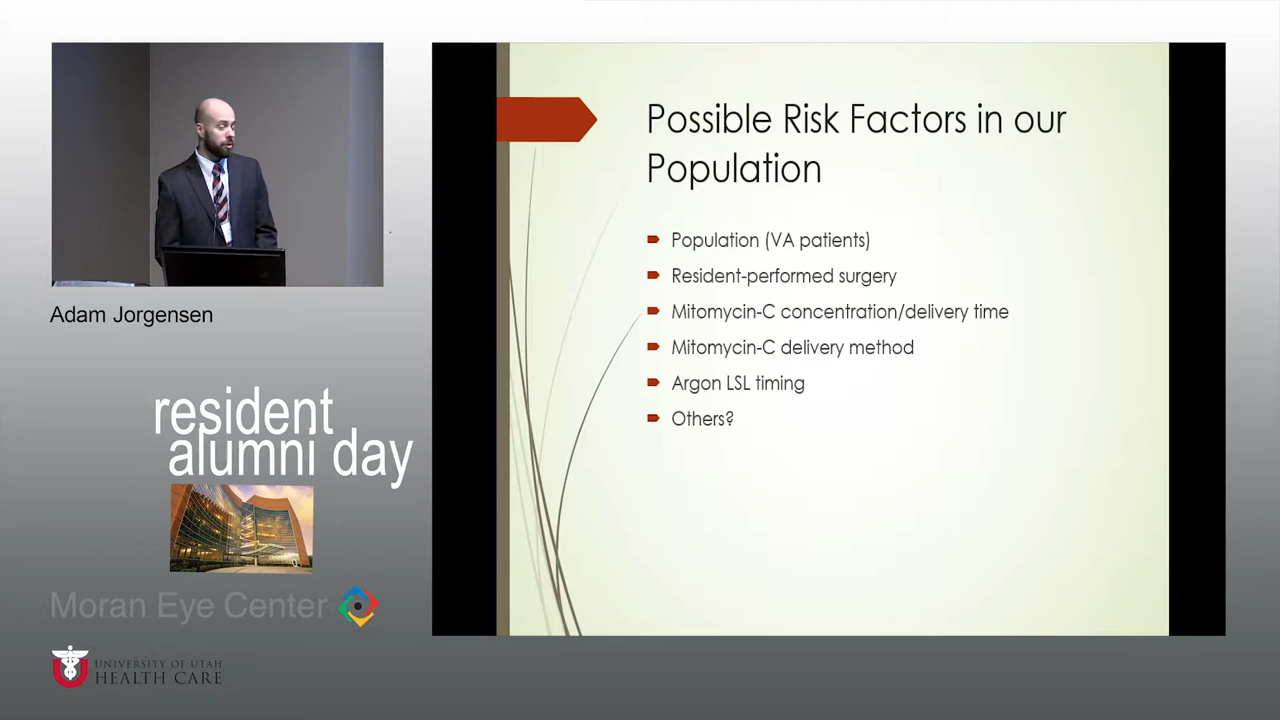 Adam Jorgensen
resident
alumni day
Moran Eye Center
UNIVERSITY OF UTAH
HEALTH CARE
Possible Risk Factors in our
Population
Population (VA patients)
Resident-performed surgery
Mitomycin-C concentration/delivery time
Mitomycin-C delivery method
Argon LSL timing
Others?